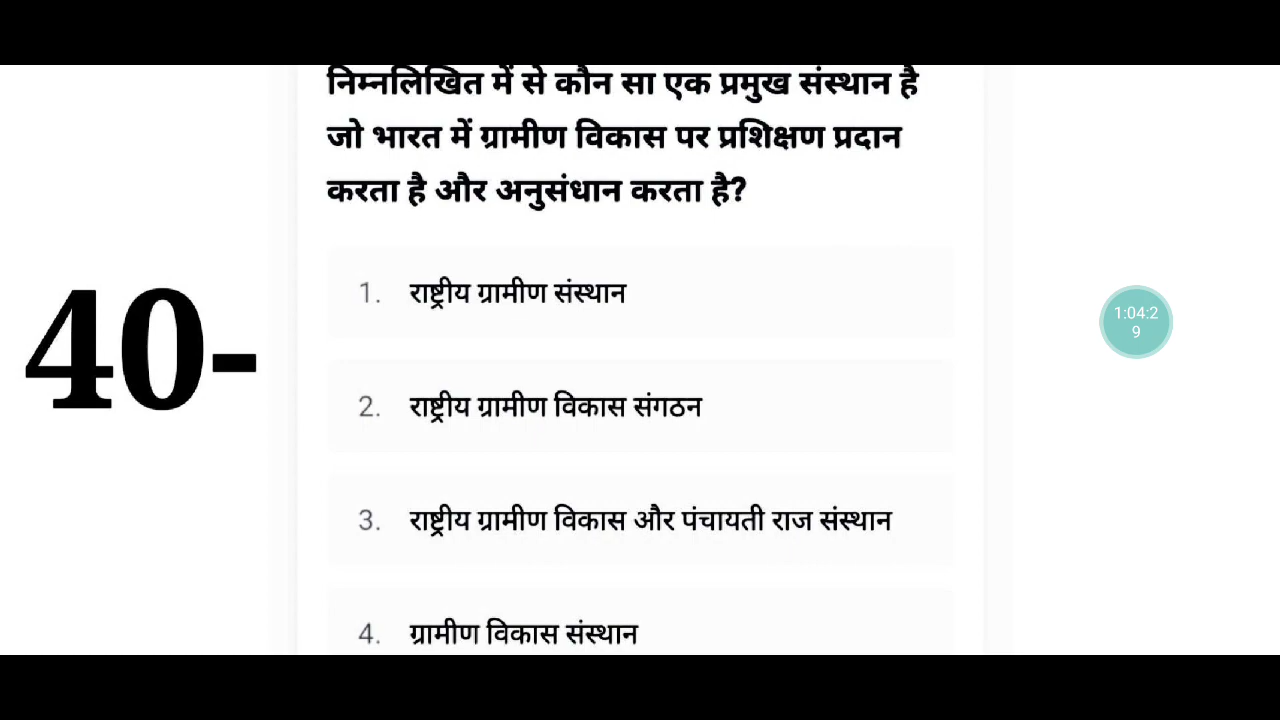 निम्नलिखित में से कौन सा एक प्रमुख संस्थान है
जो भारत में ग्रामीण विकास पर प्रशिक्षण प्रदान
करता है और अनुसंधान करता है?
40-
1. राष्ट्रीय ग्रामीण संस्थान
2. राष्ट्रीय ग्रामीण विकास संगठन
3. राष्ट्रीय ग्रामीण विकास और पंचायती राज संस्थान
4. ग्रामीण विकास संस्थान
1:04:2
9